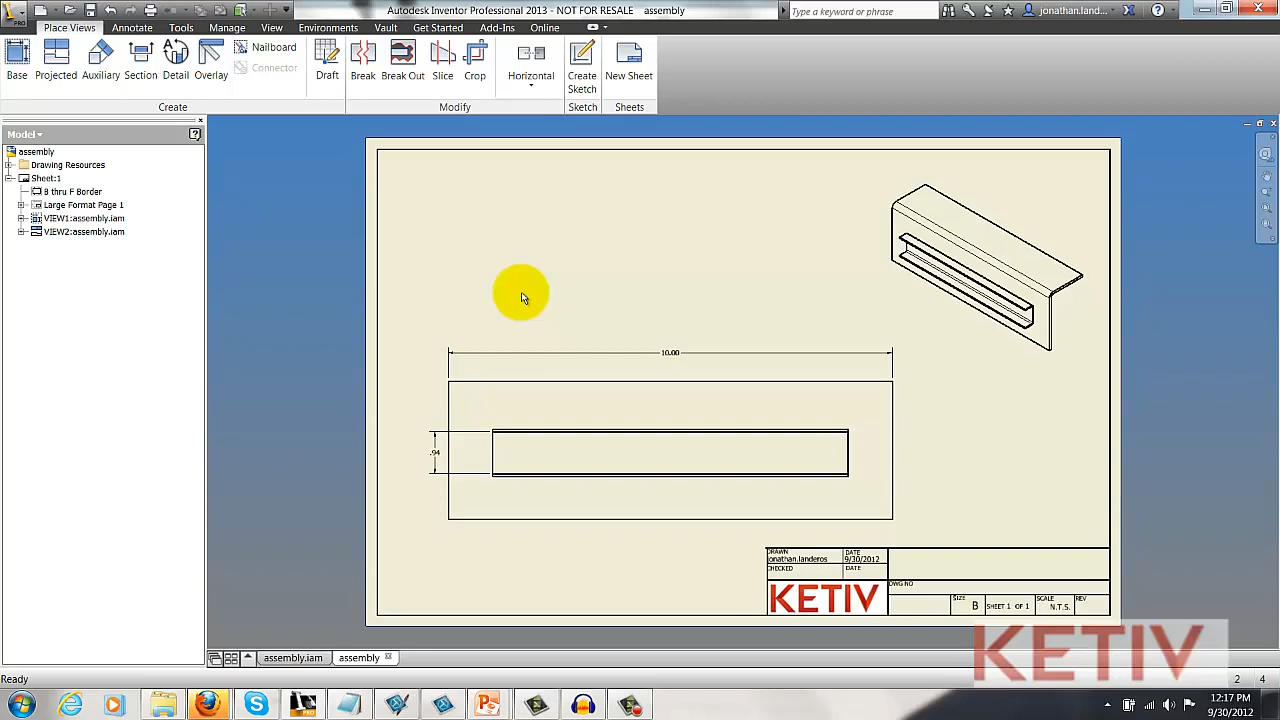 PRO
Autodesk Inventor Professional 2013 - NOT FOR RESALE assembly
Type a keyword or phrase
jonathan.land...
Place Views Annotate Tools Manage View Environments Vault Get Started Add-Ins Online
Base Projected Auxiliary Section Detail Overlay Nailboard Connector Draft Break Break Out Slice Crop Horizontal Create Sketch New Sheet
Create Modify Sketch Sheets
Model
assembly
Drawing Resources
Sheet:1
B thru F Border
Large Format Page 1
VIEW1:assembly.iam
VIEW2:assembly.iam
10.00
.94
DRAWN
jonathan.landeros
DATE
9/30/2012
CHECKED
DATE
KETIV
DWG NO
SIZE
B
SHEET 1 OF 1
SCALE
N.T.S.
REV
assembly.iam assembly
KETIV
Ready
2 4
12:17 PM
9/30/2012